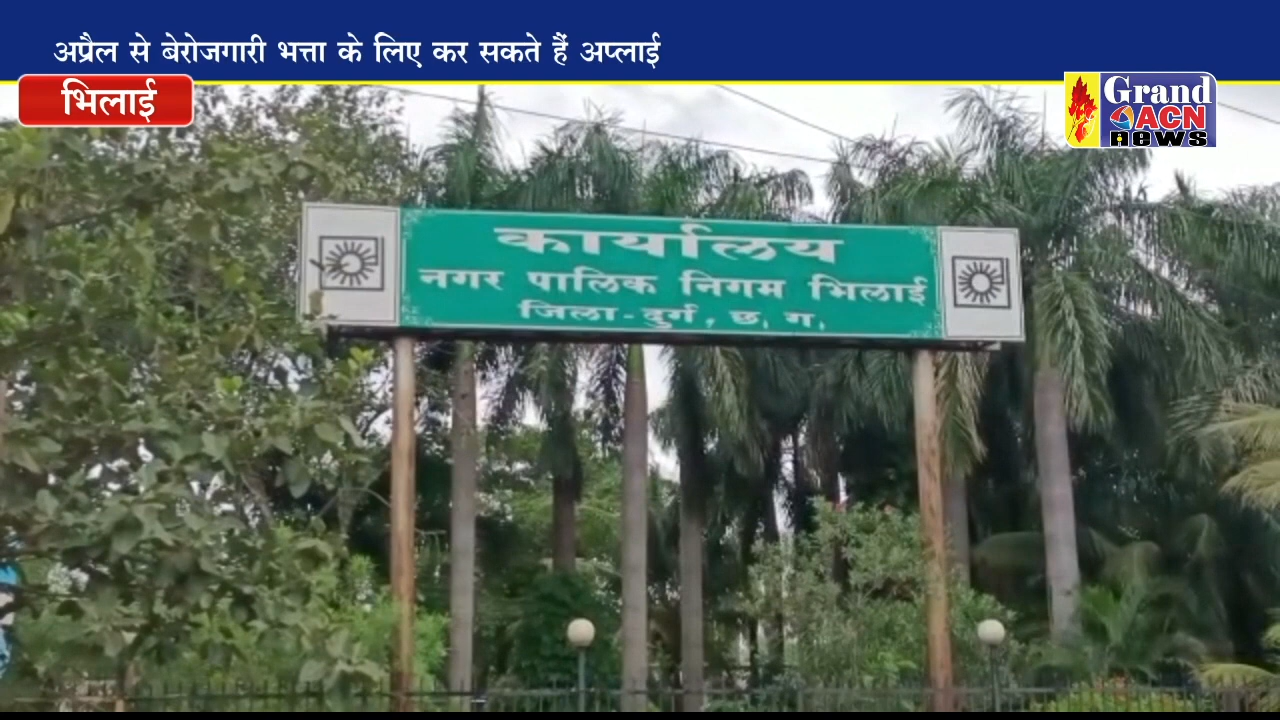 अप्रैल से बेरोजगारी भत्ता के लिए कर सकते हैं अप्लाई
भिलाई
Grand
ACN
news
कार्यालय
नगर पालिक निगम भिलाई
जिला - दुर्ग, छ. ग.